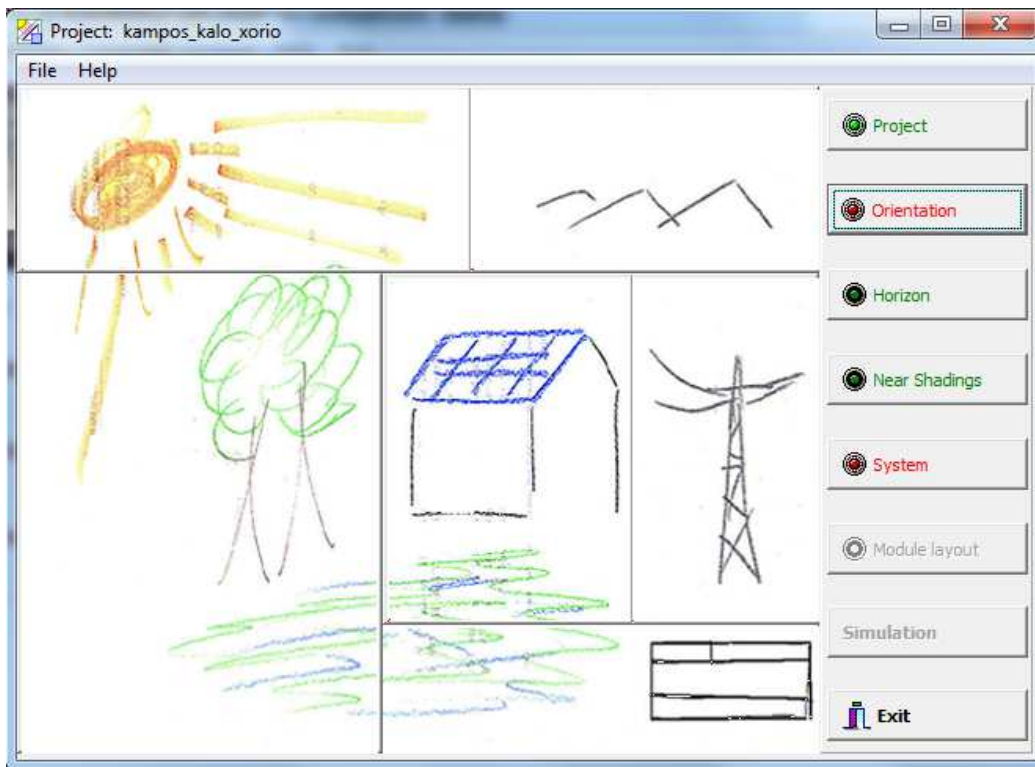 Project: kampos_kalo_xorio
File Help
Project
Orientation
Horizon
Near Shadings
System
Module layout
Simulation
Exit